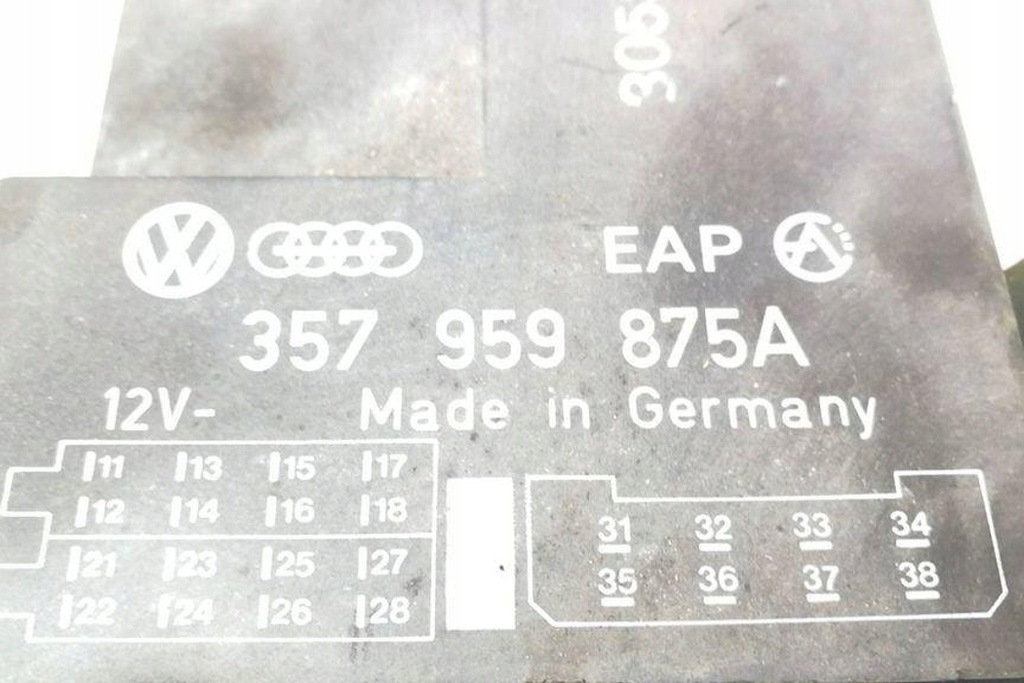 305
EAP
357 959 875A
12V- Made in Germany
11 13 15 17
12 14 16 18
21 23 25 27
22 24 26 28
31 32 33 34
35 36 37 38